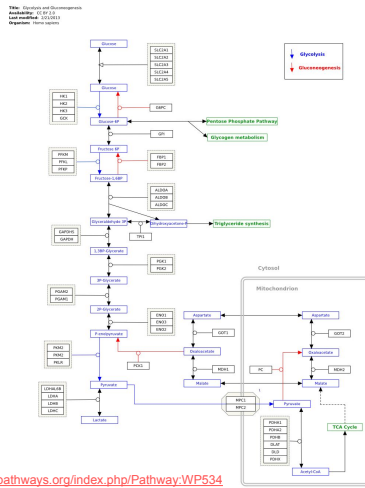 Title: Glycolysis and Gluconeogenesis
Availability: CC BY 2.0
Last modified: 2/21/2013
Organism: Homo sapiens
Glycolysis
Gluconeogenesis
Glucose
SLC2A1
SLC2A2
SLC2A3
SLC2A4
SLC2A5
Glucose
HK1
HK2
HK3
GCK
G6PC
Glucose-6P
Pentose Phosphate Pathway
Glycogen metabolism
GPI
Fructose-6P
PFKM
PFKL
PFKP
FBP1
FBP2
Fructose-1,6BP
ALDOA
ALDOB
ALDOC
Glyceraldehyde 3P
Dihydroxyacetone-P
Triglyceride synthesis
TPI1
GAPDHS
GAPDH
1,3BP-Glycerate
PGK1
PGK2
3P-Glycerate
PGAM2
PGAM1
2P-Glycerate
ENO1
ENO3
ENO2
P-enolpyruvate
PKM2
PKM2
PKLR
PCK1
Pyruvate
LDHAL6B
LDHA
LDHB
LDHC
Lactate
Cytosol
Mitochondrion
Aspartate
Aspartate
GOT1
GOT2
Oxaloacetate
Oxaloacetate
MDH1
MDH2
Malate
Malate
PC
MPC1
MPC2
Pyruvate
PDHA1
PDHA2
PDHB
DLAT
DLD
PDHX
TCA Cycle
Acetyl-CoA
pathways.org/index.php/Pathway:WP534